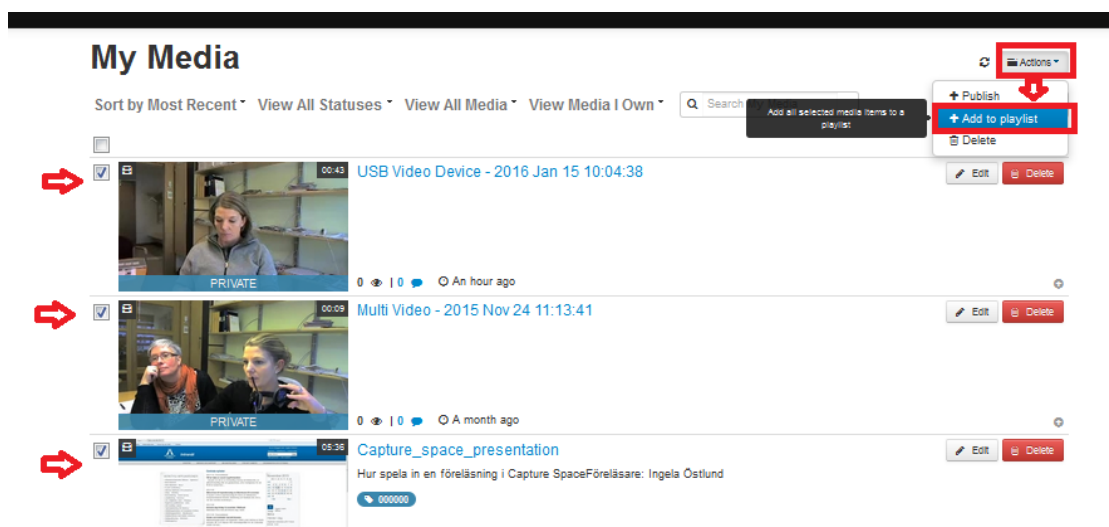 My Media
Actions
Sort by Most Recent View All Statuses View All Media View Media I Own Search My Media
Publish
Add all selected media items to a playlist
Add to playlist
Delete
00:43 USB Video Device - 2016 Jan 15 10:04:38 Edit Delete
PRIVATE 0 | 0 An hour ago
00:09 Multi Video - 2015 Nov 24 11:13:41 Edit Delete
PRIVATE 0 | 0 A month ago
05:36 Capture_space_presentation Edit Delete
Hur spela in en föreläsning i Capture SpaceFöreläsare: Ingela Östlund
000000